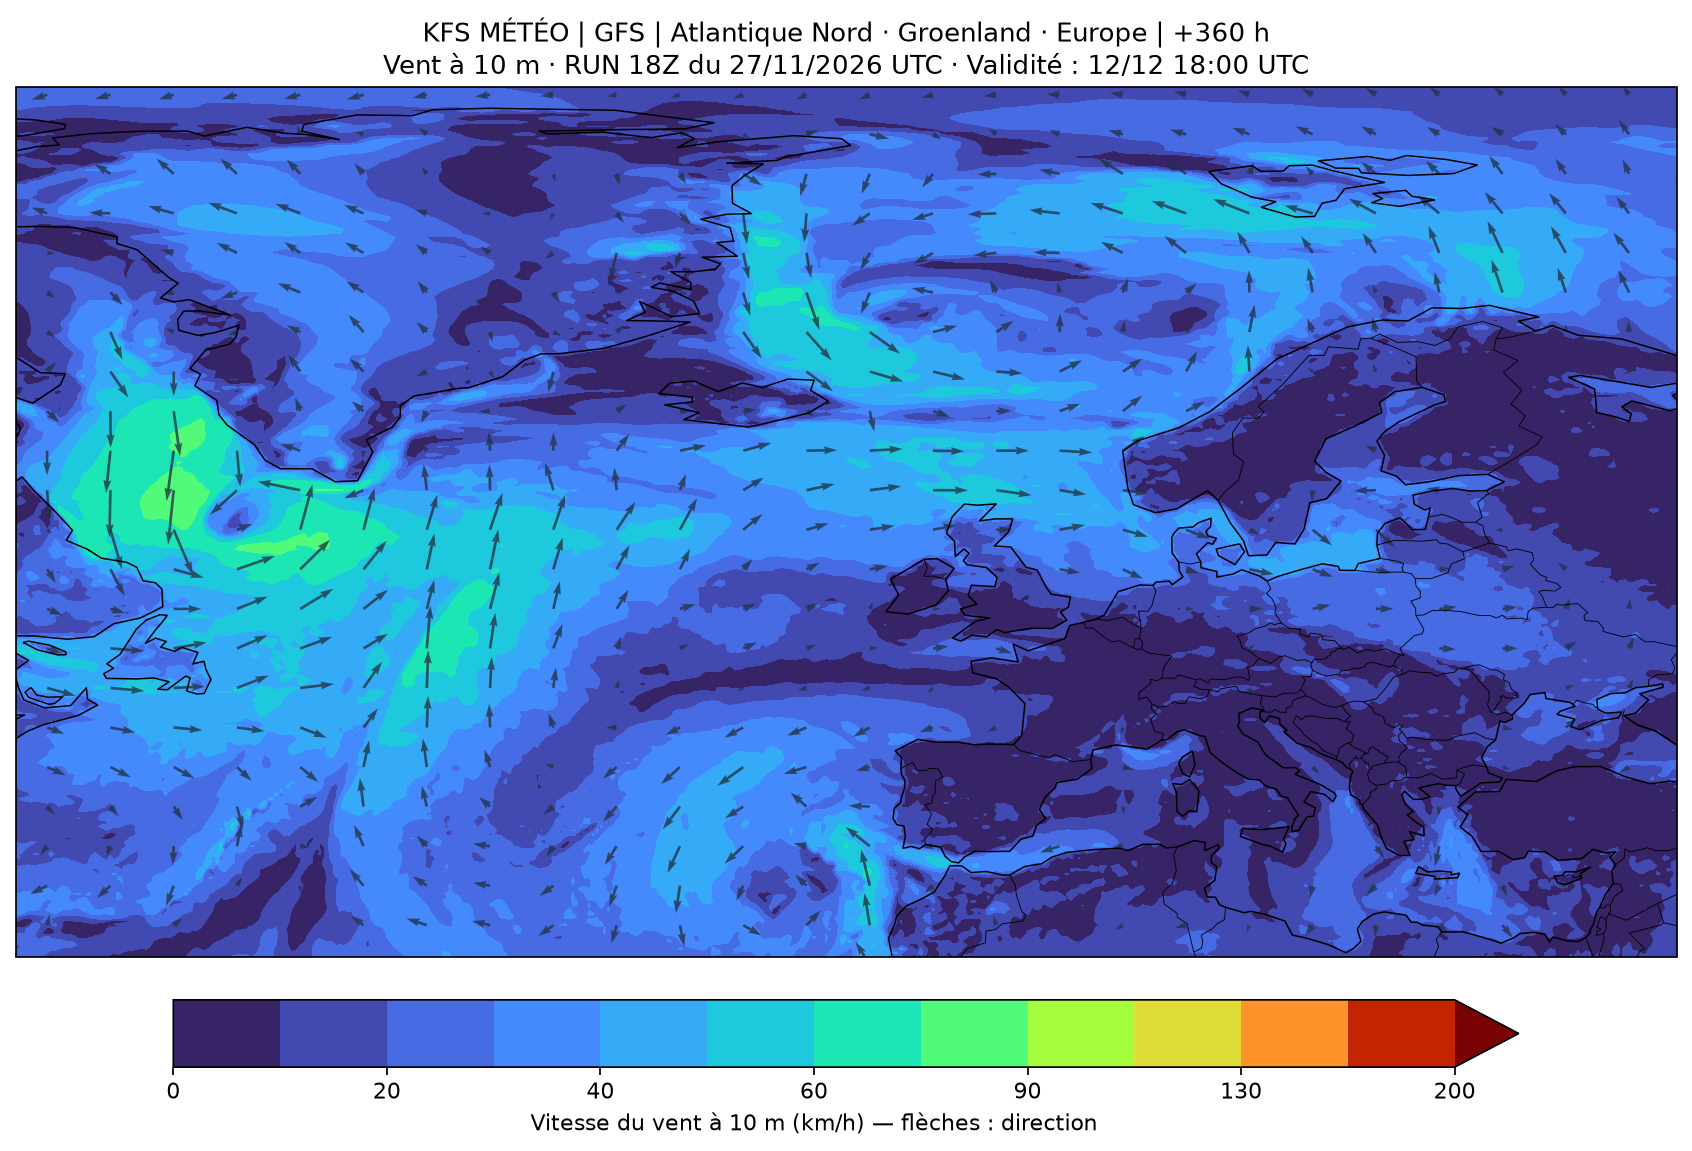 KFS MÉTÉO | GFS | Atlantique Nord · Groenland · Europe | +360 h
Vent à 10 m · RUN 18Z du 27/11/2026 UTC · Validité : 12/12 18:00 UTC
0 20 40 60 90 130 200
Vitesse du vent à 10 m (km/h) — flèches : direction